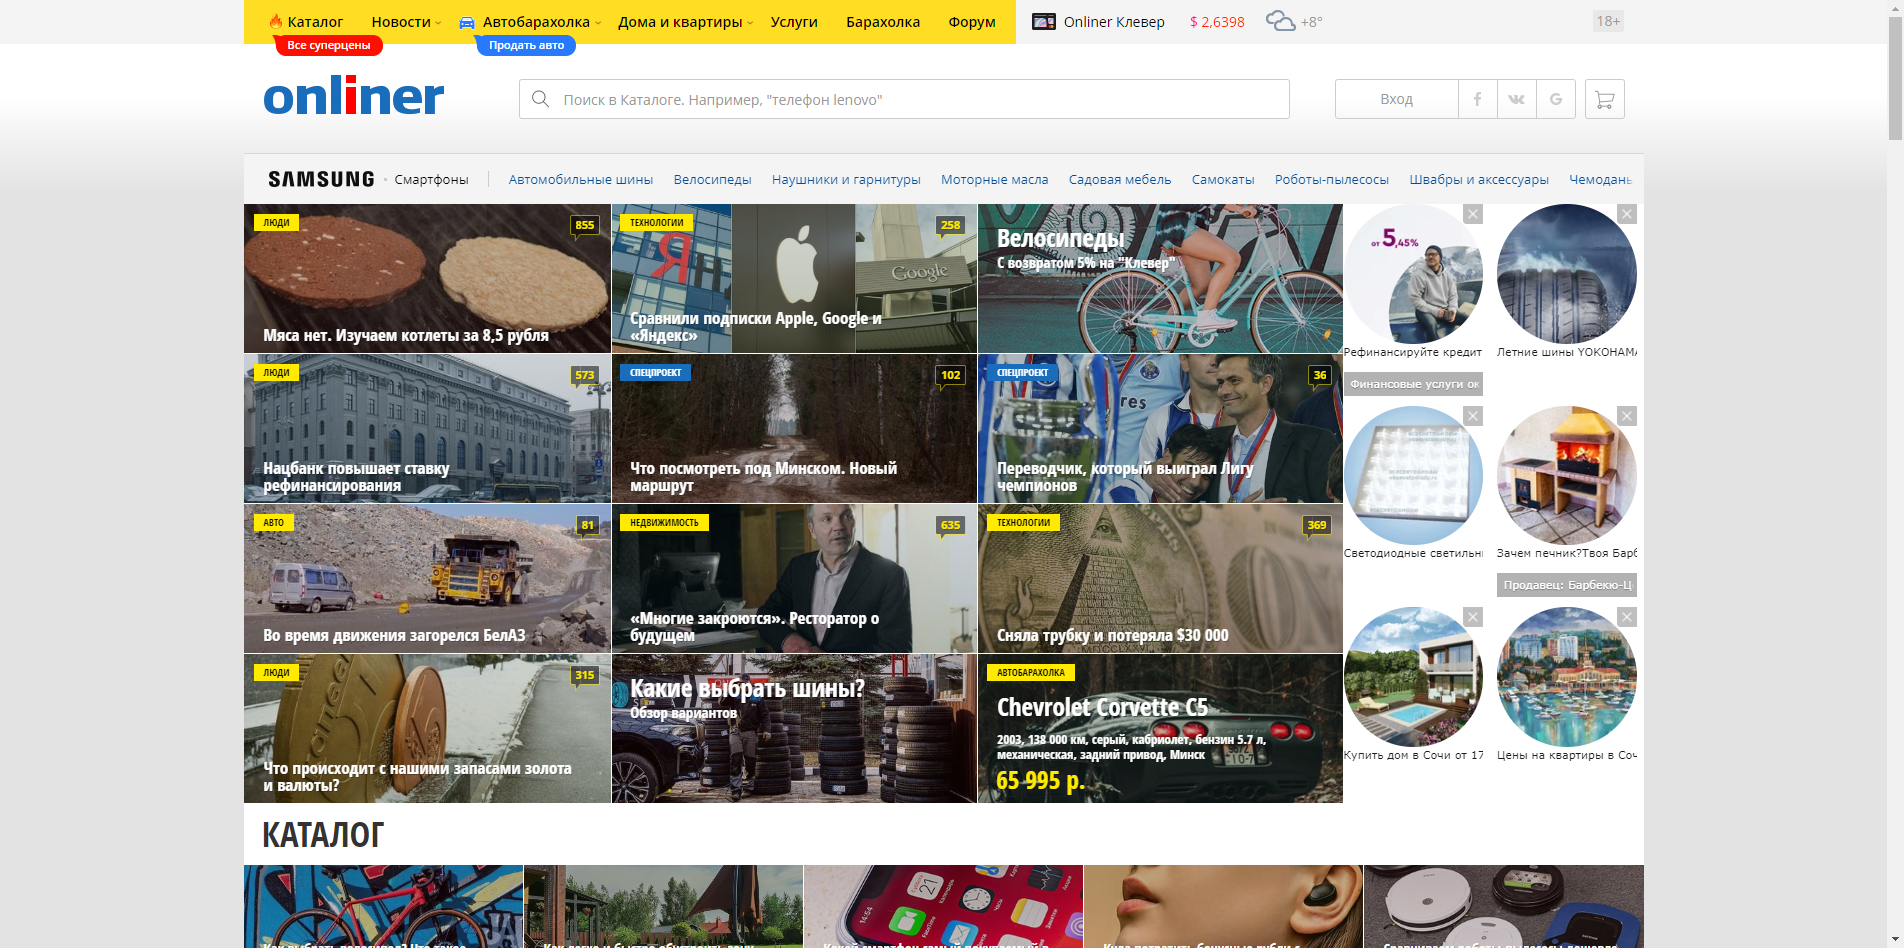 Каталог
Новости
Автобарахолка
Дома и квартиры
Услуги
Барахолка
Форум
Onliner Клевер
$ 2,6398
+8°
18+
Все суперцены
Продать авто
onliner
Поиск в Каталоге. Например, "телефон lenovo"
Вход
SAMSUNG
Смартфоны
Автомобильные шины
Велосипеды
Наушники и гарнитуры
Моторные масла
Садовая мебель
Самокаты
Роботы-пылесосы
Швабры и аксессуары
Чемодань
ЛЮДИ
855
Мяса нет. Изучаем котлеты за 8,5 рубля
ТЕХНОЛОГИИ
258
Google
Сравнили подписки Apple, Google и
«Яндекс»
Велосипеды
С возвратом 5% на "Клевер"
от 5,45%
Рефинансируйте кредит
Финансовые услуги ок
Летние шины YOKOHAMA
ЛЮДИ
573
Нацбанк повышает ставку
рефинансирования
СПЕЦПРОЕКТ
102
Что посмотреть под Минском. Новый
маршрут
СПЕЦПРОЕКТ
36
Переводчик, который выиграл Лигу
чемпионов
Светодиодные светильн
Зачем печник?Твоя Барб
Продавец: Барбекю-Ц
АВТО
81
Во время движения загорелся БелАЗ
НЕДВИЖИМОСТЬ
635
«Многие закроются». Ресторатор о
будущем
ТЕХНОЛОГИИ
369
Сняла трубку и потеряла $30 000
Купить дом в Сочи от 17
Цены на квартиры в Соч
ЛЮДИ
315
Что происходит с нашими запасами золота
и валюты?
Какие выбрать шины?
Обзор вариантов
АВТОБАРАХОЛКА
Chevrolet Corvette C5
2003, 138 000 км, серый, кабриолет, бензин 5.7 л,
механическая, задний привод, Минск
65 995 р.
КАТАЛОГ